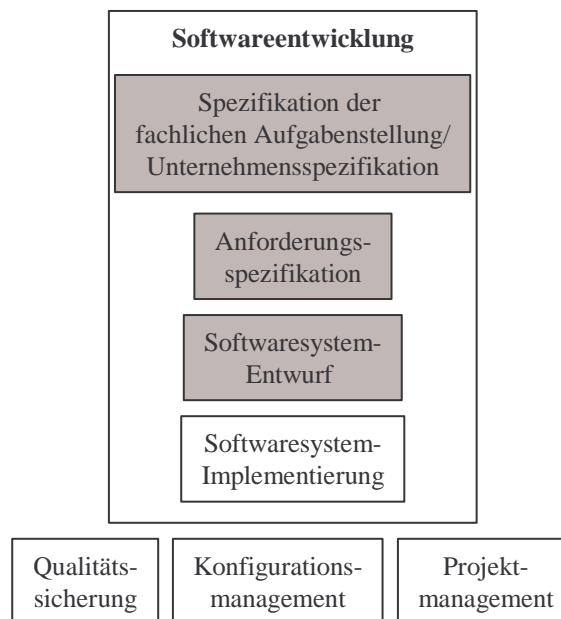 Softwareentwicklung
Spezifikation der
fachlichen Aufgabenstellung/
Unternehmensspezifikation
Anforderungs-
spezifikation
Softwaresystem-
Entwurf
Softwaresystem-
Implementierung
Qualitäts-
sicherung
Konfigurations-
management
Projekt-
management